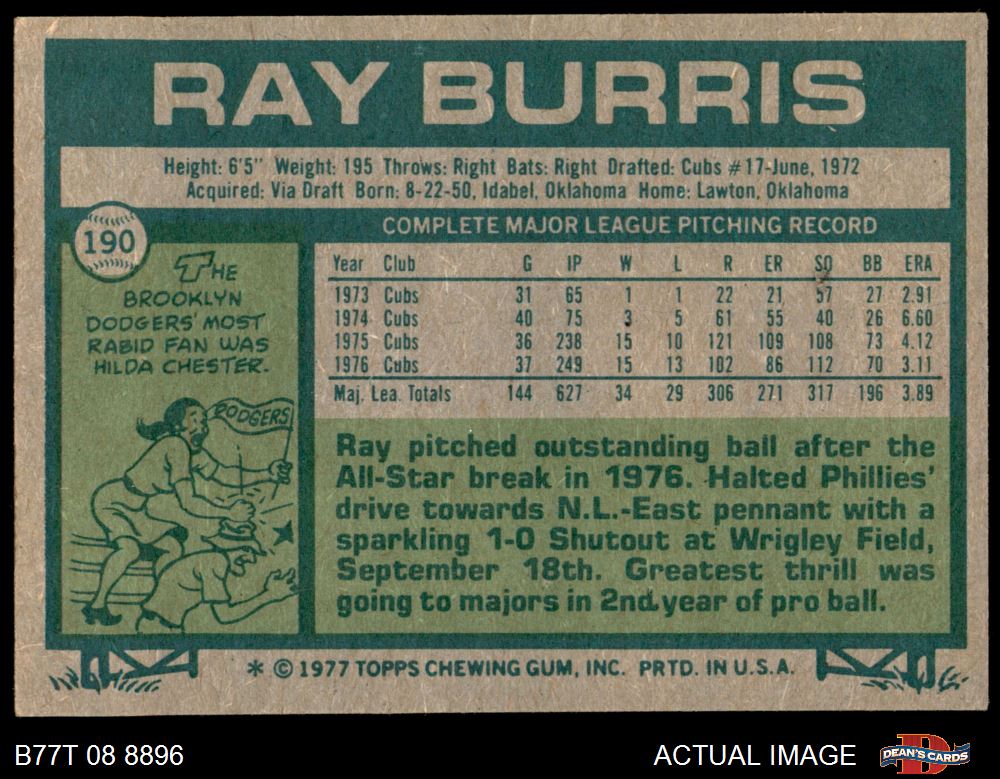 RAY BURRIS
Height: 6'5" Weight: 195 Throws: Right Bats: Right Drafted: Cubs #17-June, 1972
Acquired: Via Draft Born: 8-22-50, Idabel, Oklahoma Home: Lawton, Oklahoma
190
THE
BROOKLYN
DODGERS' MOST
RABID FAN WAS
HILDA CHESTER.
DODGERS
COMPLETE MAJOR LEAGUE PITCHING RECORD
Year Club G IP W L R ER SO BB ERA
1973 Cubs 31 65 1 1 22 21 57 27 2.91
1974 Cubs 40 75 3 5 61 55 40 26 6.60
1975 Cubs 36 238 15 10 121 109 108 73 4.12
1976 Cubs 37 249 15 13 102 86 112 70 3.11
Maj. Lea. Totals 144 627 34 29 306 271 317 196 3.89
Ray pitched outstanding ball after the
All-Star break in 1976. Halted Phillies'
drive towards N.L.-East pennant with a
sparkling 1-0 Shutout at Wrigley Field,
September 18th. Greatest thrill was
going to majors in 2nd year of pro ball.
* © 1977 TOPPS CHEWING GUM, INC. PRTD. IN U.S.A.
B77T 08 8896
ACTUAL IMAGE
D
DEAN'S CARDS